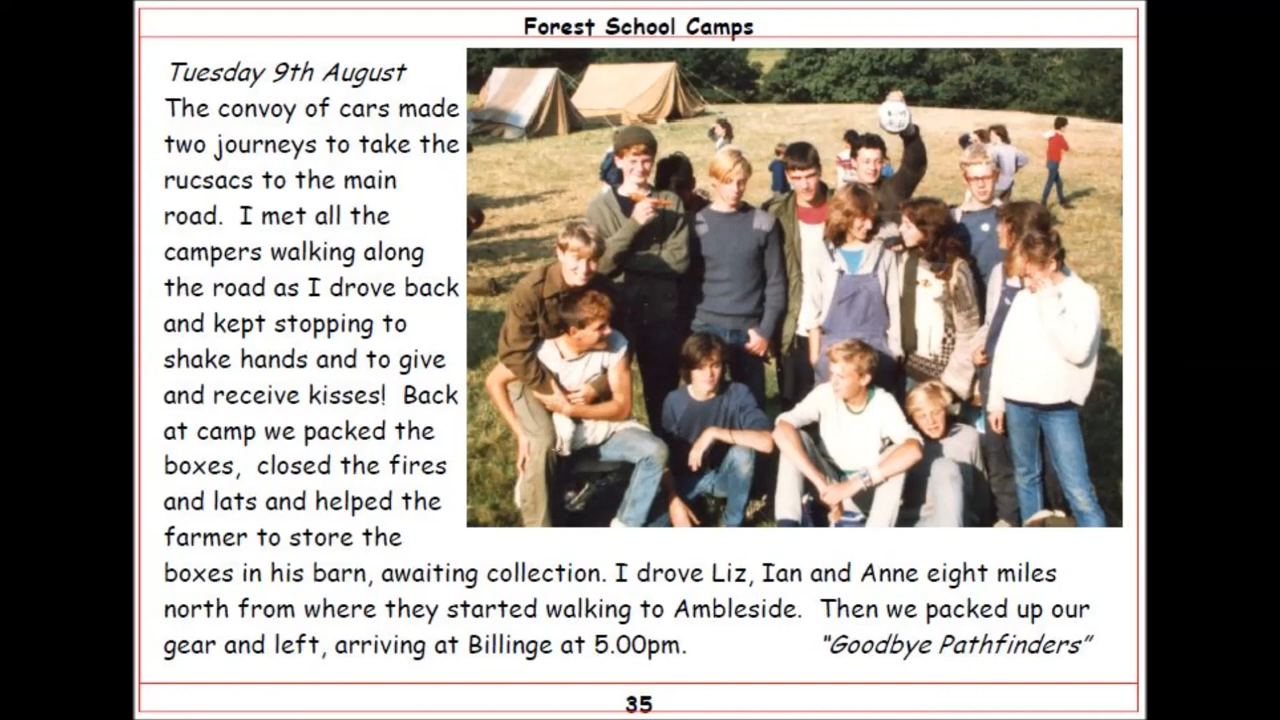 Forest School Camps
Tuesday 9th August
The convoy of cars made
two journeys to take the
rucsacs to the main
road. I met all the
campers walking along
the road as I drove back
and kept stopping to
shake hands and to give
and receive kisses! Back
at camp we packed the
boxes, closed the fires
and lats and helped the
farmer to store the
boxes in his barn, awaiting collection. I drove Liz, Ian and Anne eight miles
north from where they started walking to Ambleside. Then we packed up our
gear and left, arriving at Billinge at 5.00pm. "Goodbye Pathfinders"
35